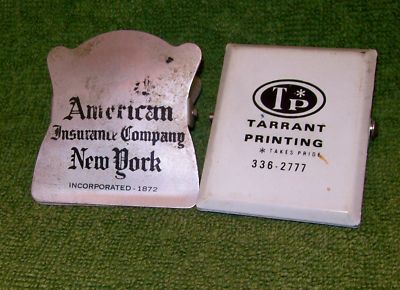 American
Insurance Company
New York
INCORPORATED - 1872
T*P
TARRANT
PRINTING
* TAKES PRIDE
336-2777